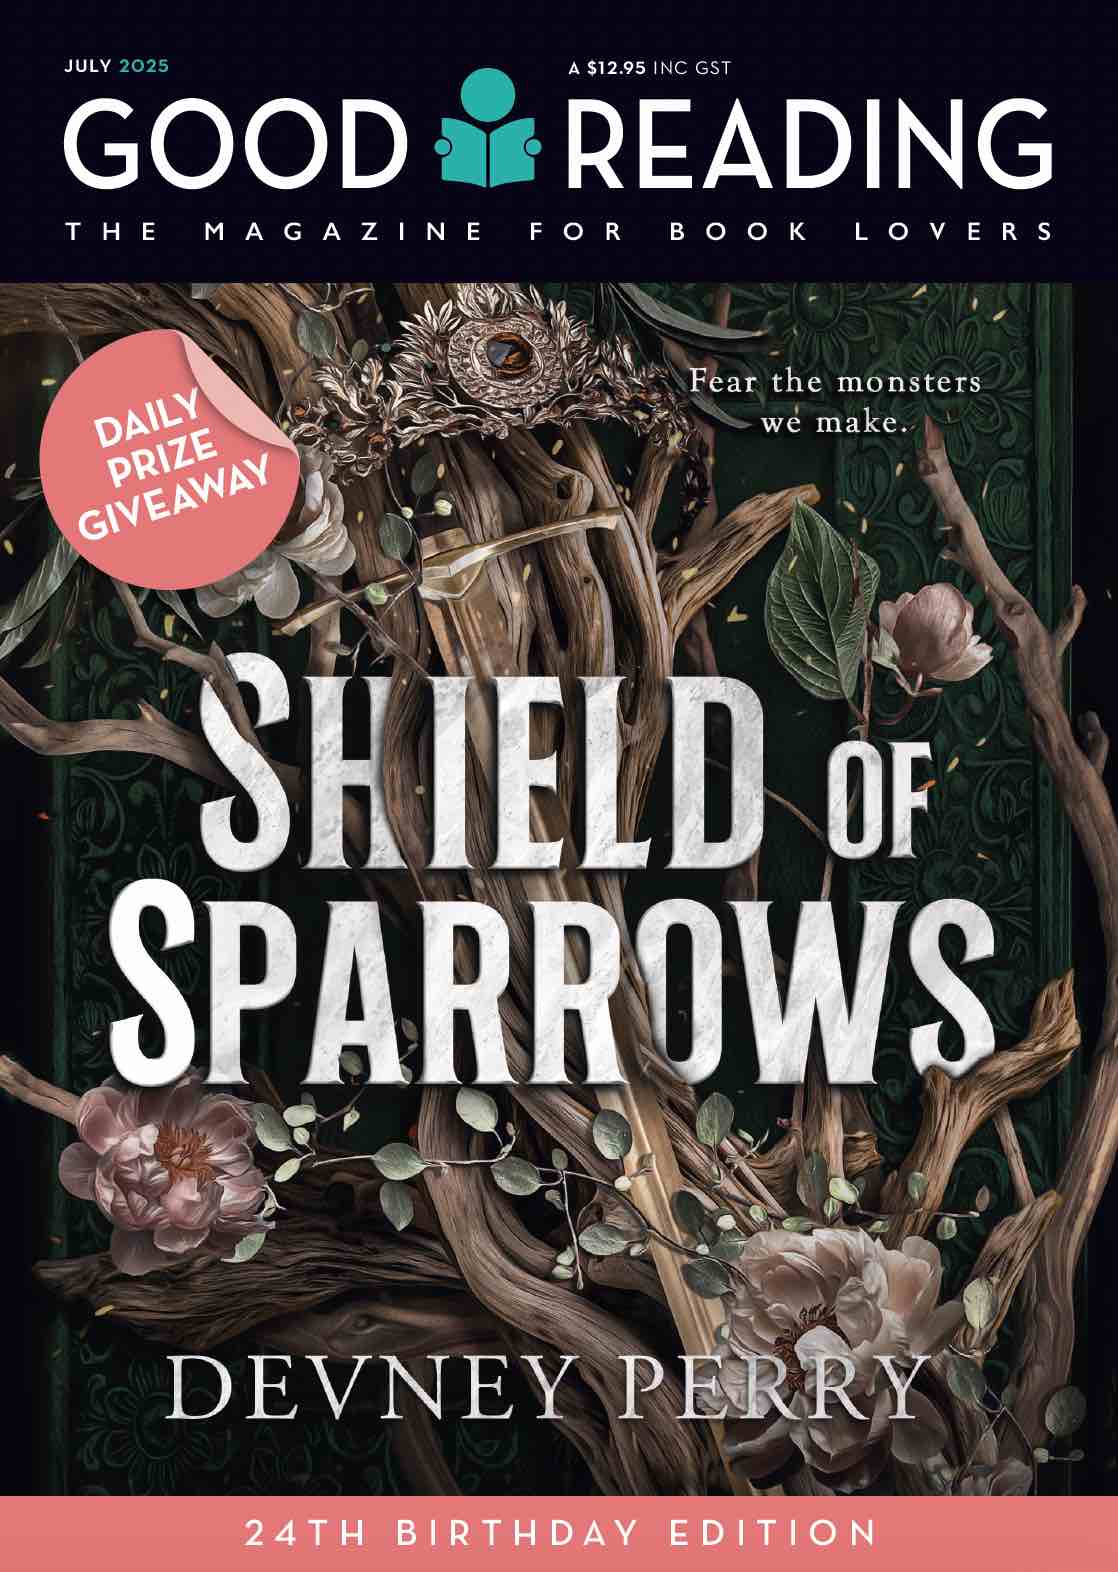 JULY 2025
A $12.95 INC GST
GOOD READING
THE MAGAZINE FOR BOOK LOVERS
DAILY
PRIZE
GIVEAWAY
Fear the monsters
we make.
SHIELD OF
SPARROWS
DEVNEY PERRY
24TH BIRTHDAY EDITION